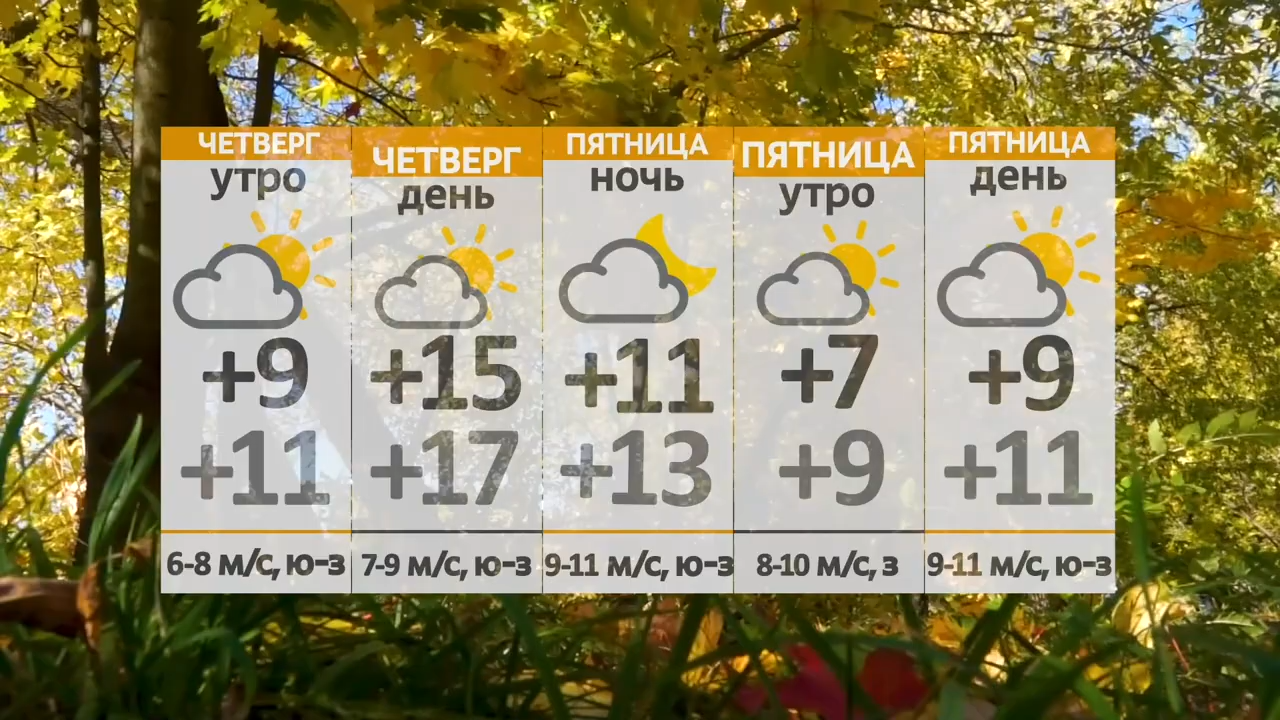 ЧЕТВЕРГ
утро
+9
+11
6-8 м/с, ю-з
ЧЕТВЕРГ
день
+15
+17
7-9 м/с, ю-з
ПЯТНИЦА
ночь
+11
+13
9-11 м/с, ю-з
ПЯТНИЦА
утро
+7
+9
8-10 м/с, з
ПЯТНИЦА
день
+9
+11
9-11 м/с, ю-з